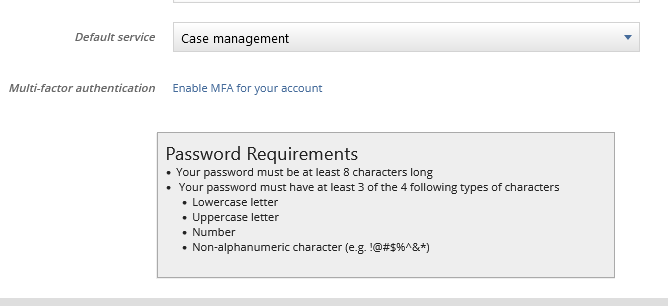 Default service
Case management
Multi-factor authentication
Enable MFA for your account
Password Requirements
• Your password must be at least 8 characters long
• Your password must have at least 3 of the 4 following types of characters
• Lowercase letter
• Uppercase letter
• Number
• Non-alphanumeric character (e.g. !@#$%^&*)